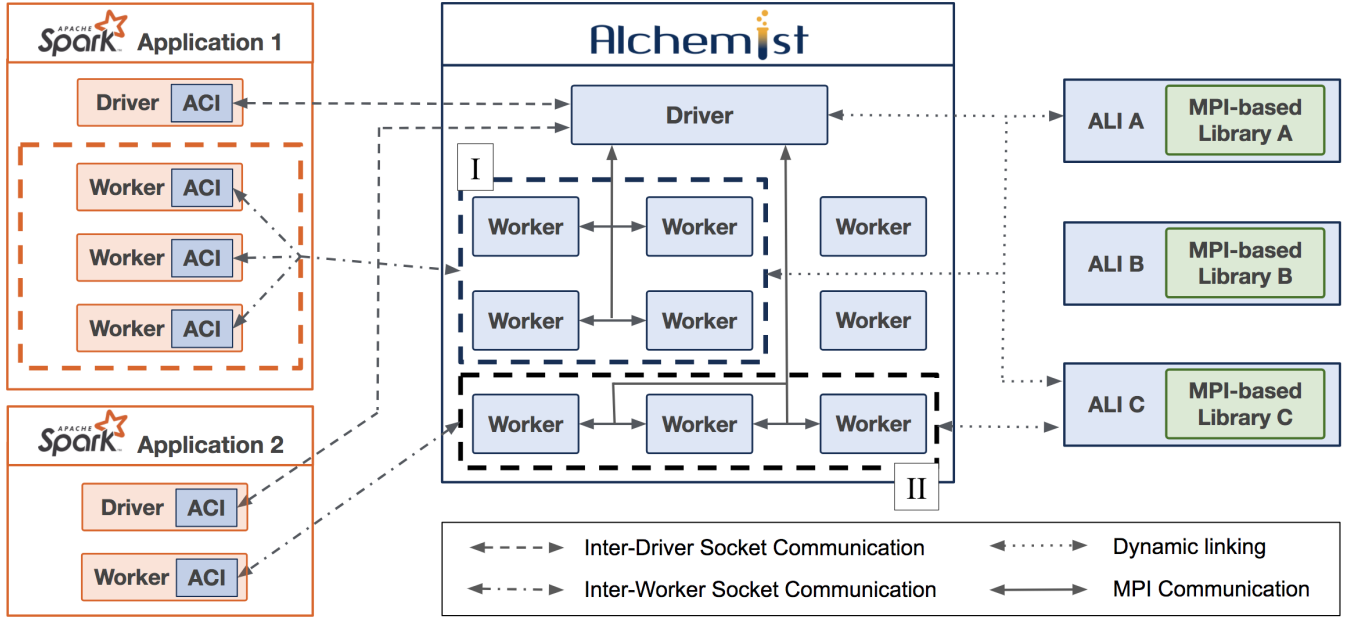 APACHE
Spark
Application 1
Driver ACI
Worker ACI
Worker ACI
Worker ACI
APACHE
Spark
Application 2
Driver ACI
Worker ACI
Alchemist
Driver
I
Worker Worker Worker
Worker Worker Worker
Worker Worker Worker
II
ALI A
MPI-based
Library A
ALI B
MPI-based
Library B
ALI C
MPI-based
Library C
Inter-Driver Socket Communication
Inter-Worker Socket Communication
Dynamic linking
MPI Communication